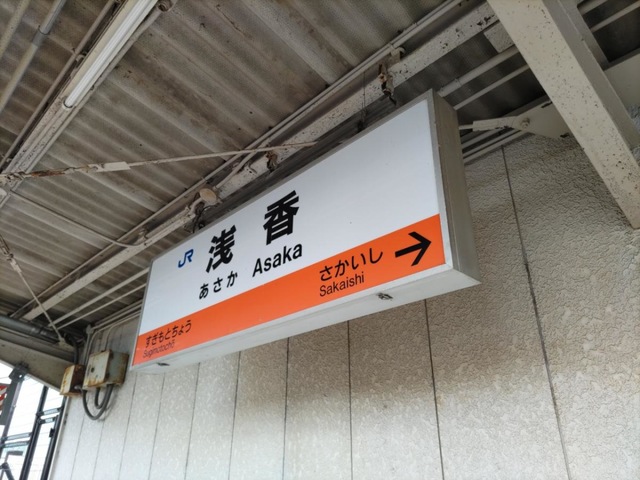 JR 浅香
あさか Asaka
さかいし
Sakaishi
すぎもとちょう
Sugimotochō